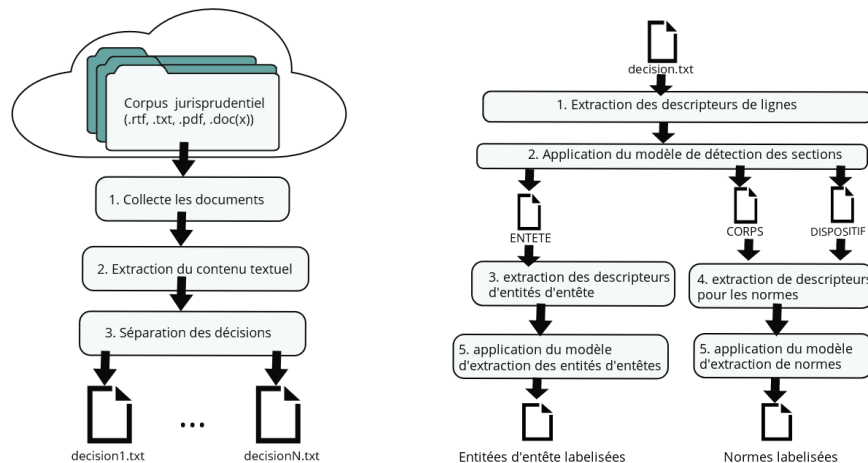 Corpus jurisprudentiel
(.rtf, .txt, .pdf, .doc(x))
1. Collecte les documents
2. Extraction du contenu textuel
3. Séparation des décisions
...
decision1.txt
decisionN.txt
decision.txt
1. Extraction des descripteurs de lignes
2. Application du modèle de détection des sections
ENTETE
CORPS
DISPOSITIF
3. extraction des descripteurs
d'entités d'entête
4. extraction de descripteurs
pour les normes
5. application du modèle
d'extraction des entités d'entêtes
5. application du modèle
d'extraction de normes
Entitées d'entête labelisées
Normes labelisées